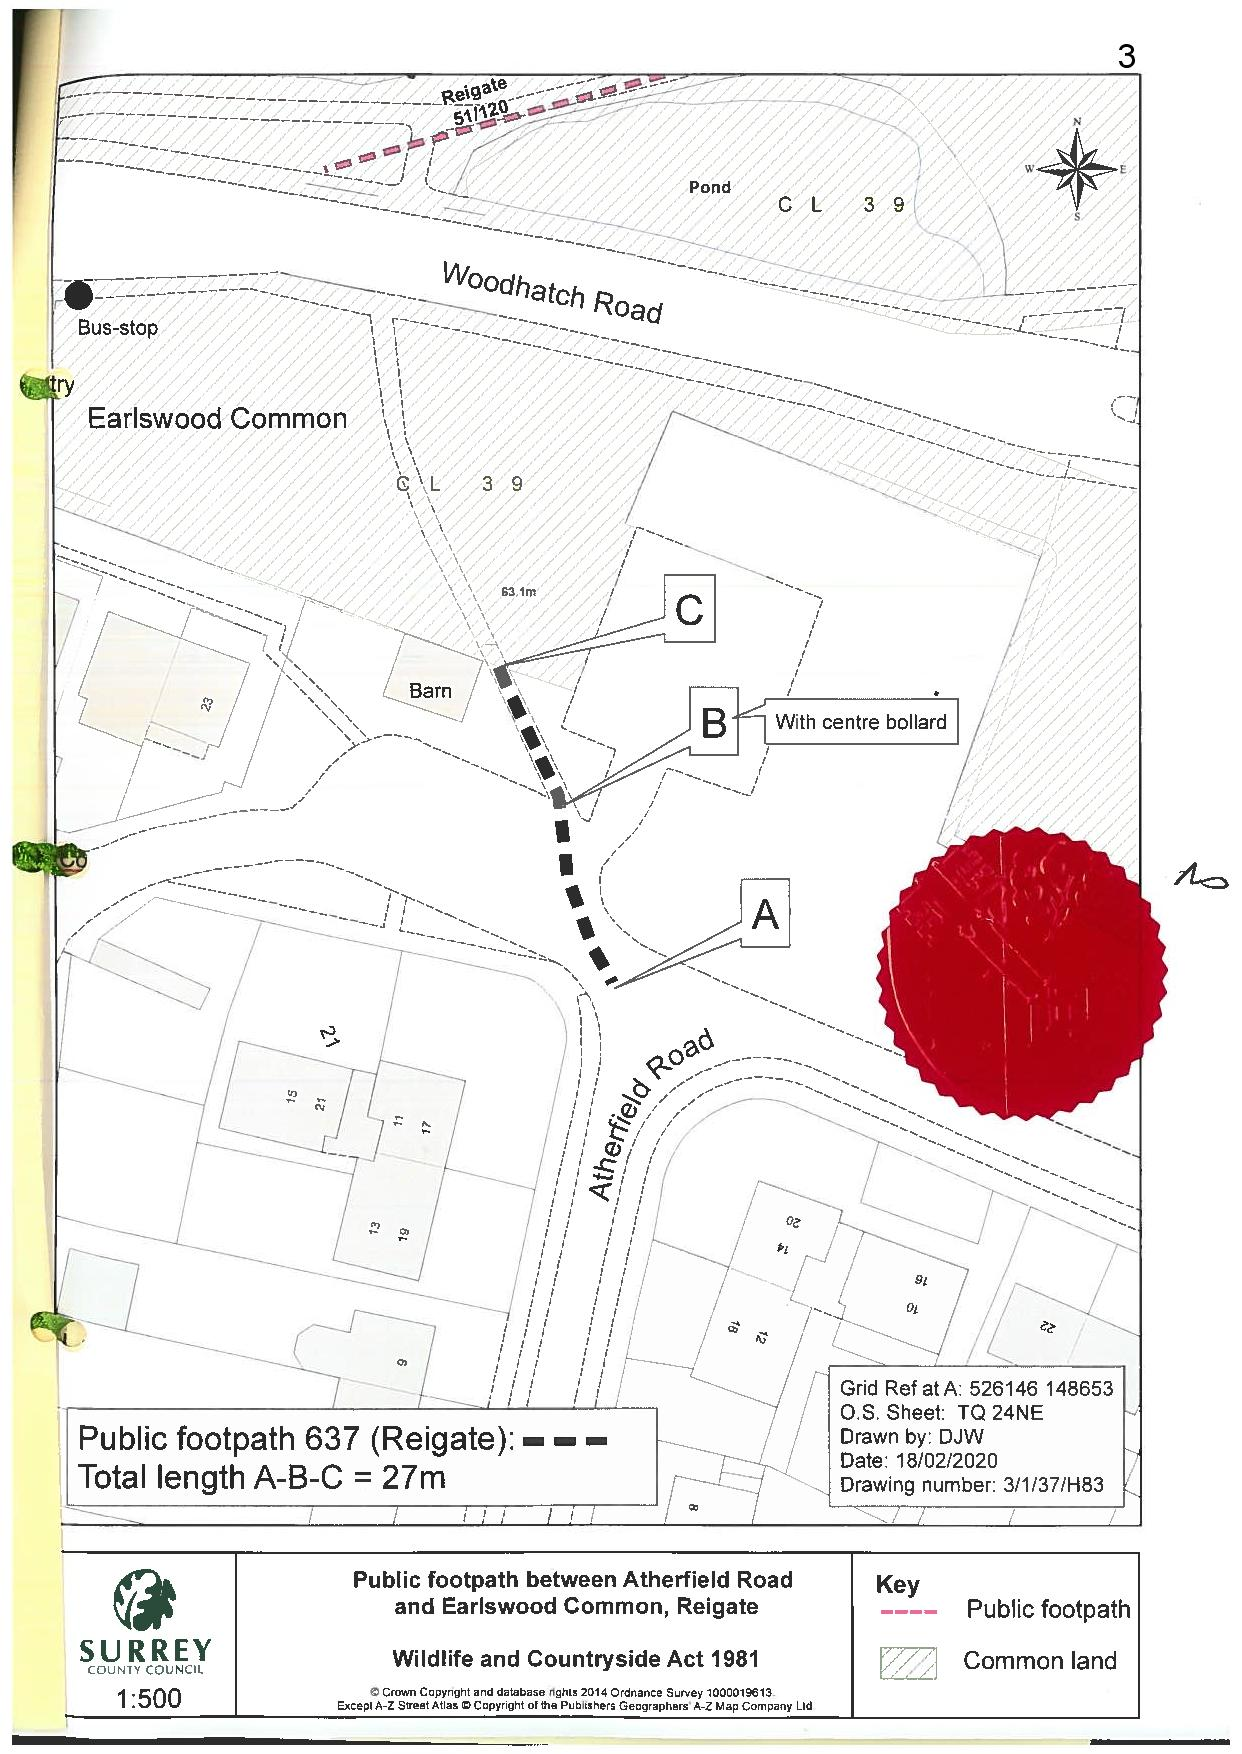 3
Reigate
51/120
Pond
C L 3 9
N
W E
S
Woodhatch Road
Bus-stop
try
Earlswood Common
C L 3 9
63.1m
C
Barn
B
With centre bollard
23
A
Co
21
Atherfield Road
15
21
11
17
13
19
9
20
14
16
10
18
12
22
8
Public footpath 637 (Reigate):
Total length A-B-C = 27m
Grid Ref at A: 526146 148653
O.S. Sheet: TQ 24NE
Drawn by: DJW
Date: 18/02/2020
Drawing number: 3/1/37/H83
SURREY
COUNTY COUNCIL
1:500
Public footpath between Atherfield Road
and Earlswood Common, Reigate
Wildlife and Countryside Act 1981
© Crown Copyright and database rights 2014 Ordnance Survey 1000019613.
Except A-Z Street Atlas © Copyright of the Publishers Geographers' A-Z Map Company Ltd
Key
Public footpath
Common land